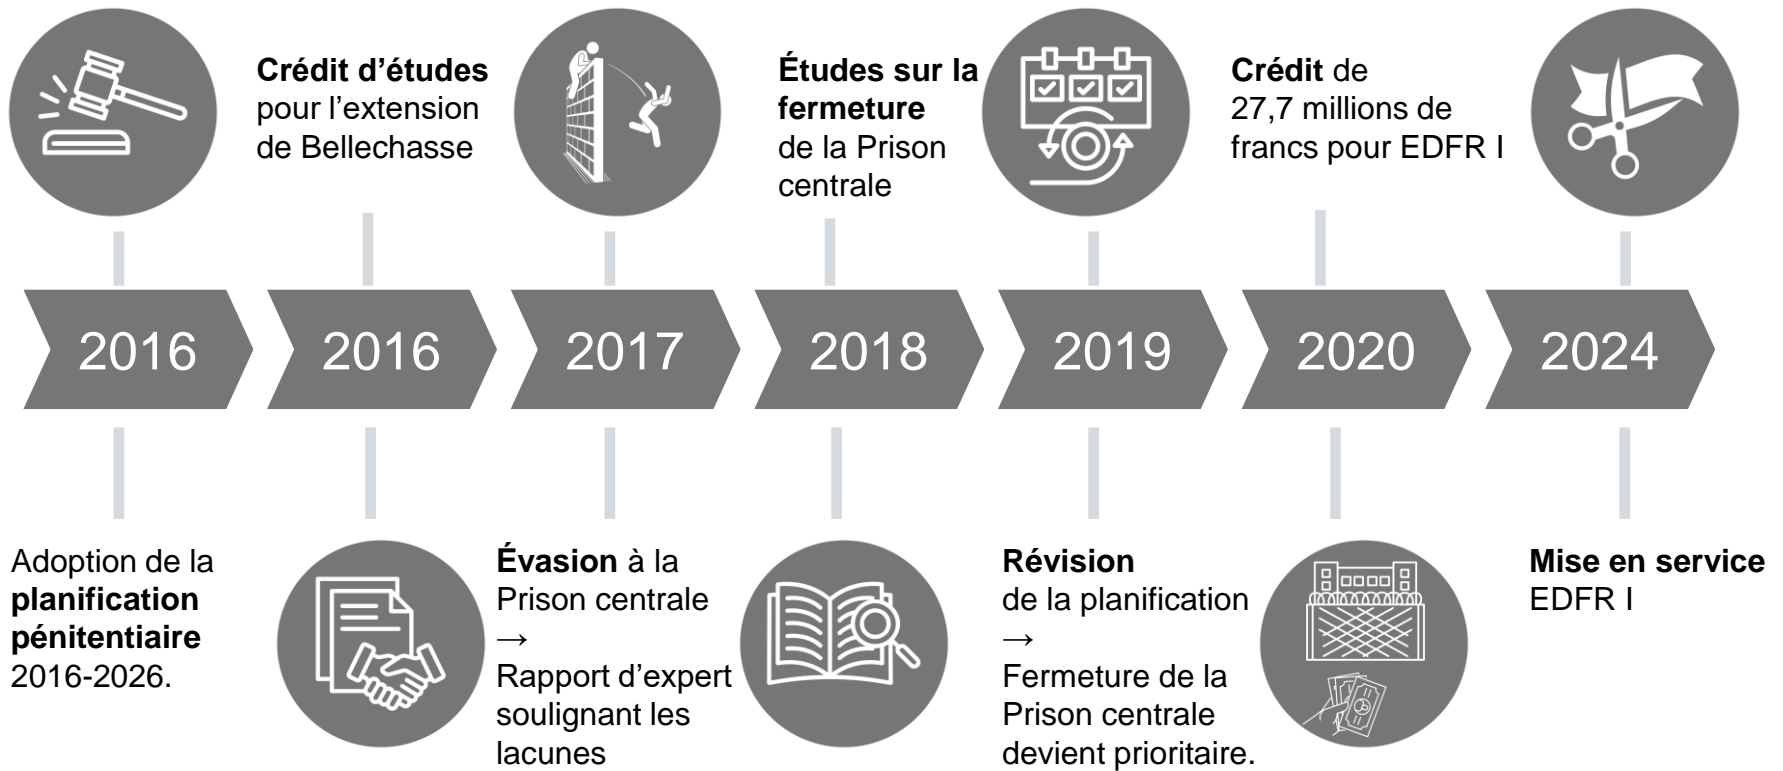 Crédit d’études
pour l’extension
de Bellechasse
Études sur la
fermeture
de la Prison
centrale
Crédit de
27,7 millions de
francs pour EDFR I
2016
2016
2017
2018
2019
2020
2024
Adoption de la
planification
pénitentiaire
2016-2026.
Évasion à la
Prison centrale
→
Rapport d’expert
soulignant les
lacunes
Révision
de la planification
→
Fermeture de la
Prison centrale
devient prioritaire.
Mise en service
EDFR I